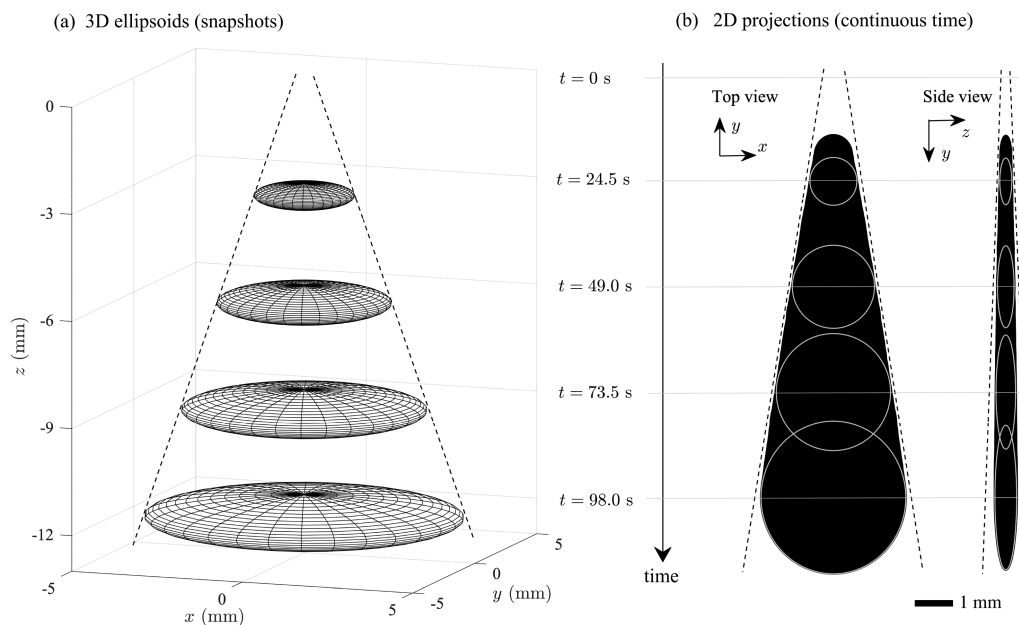 (a) 3D ellipsoids (snapshots)
(b) 2D projections (continuous time)
0
-3
-6
-9
-12
z (mm)
-5
0
5
x (mm)
-5
0
5
y (mm)
t = 0 s
t = 24.5 s
t = 49.0 s
t = 73.5 s
t = 98.0 s
time
Top view
y
x
Side view
z
y
1 mm